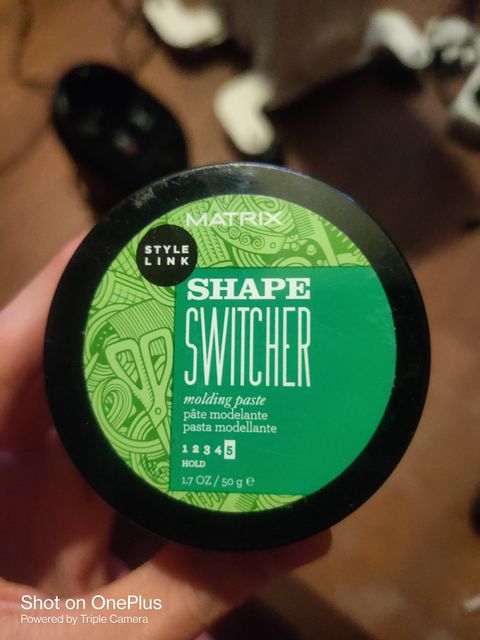 MATRIX
STYLE
LINK
SHAPE
SWITCHER
molding paste
pâte modelante
pasta modellante
1 2 3 4 5
HOLD
1.7 OZ / 50 g ℮
Shot on OnePlus
Powered by Triple Camera